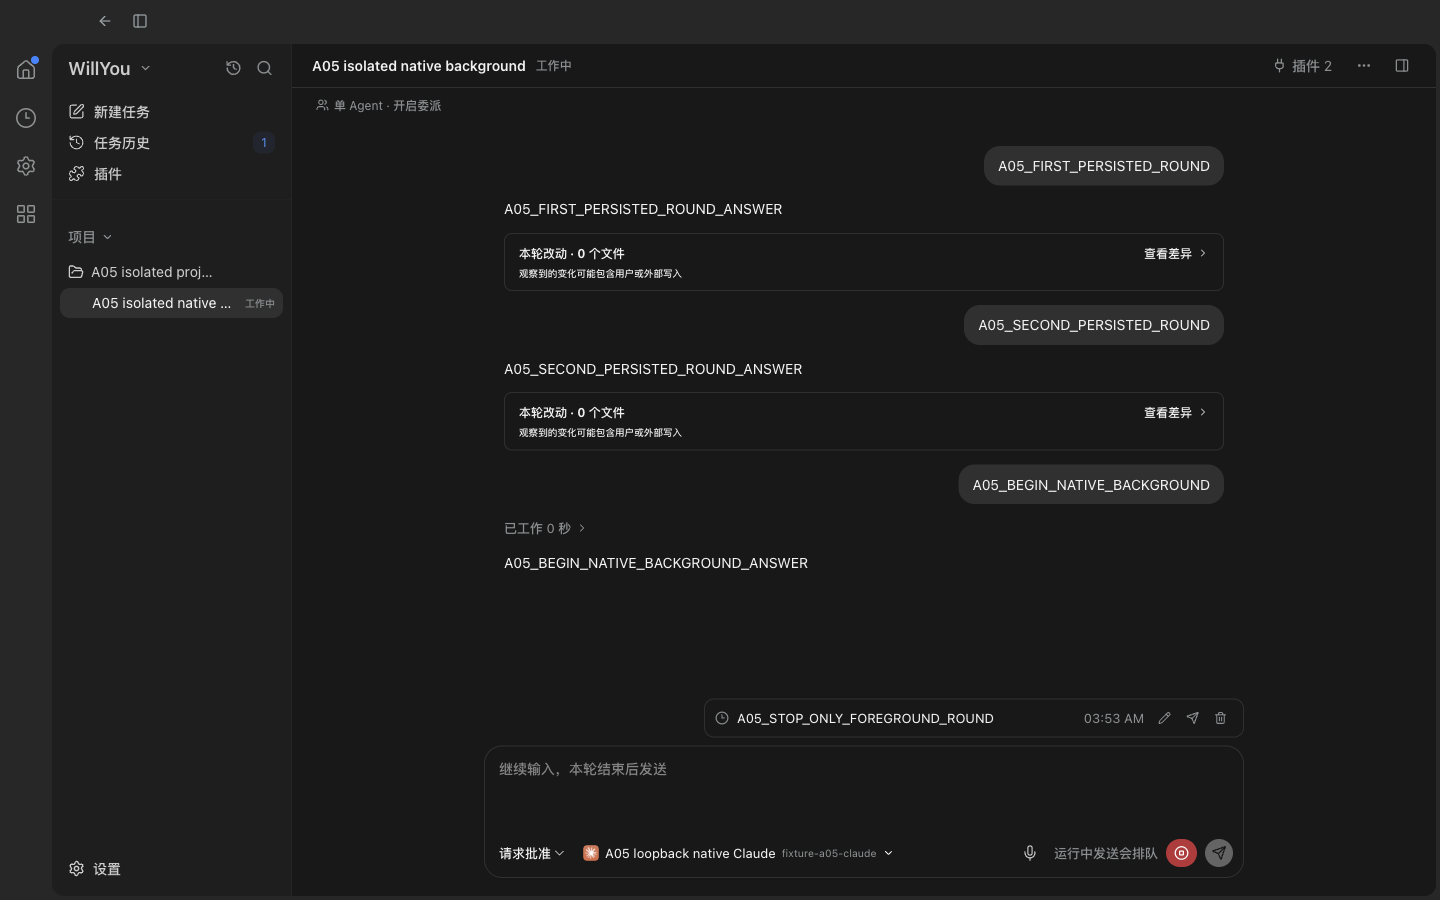 WillYou
新建任务
任务历史 1
插件
项目
A05 isolated proj...
A05 isolated native ... 工作中
设置
A05 isolated native background 工作中
插件 2
单 Agent · 开启委派
A05_FIRST_PERSISTED_ROUND
A05_FIRST_PERSISTED_ROUND_ANSWER
本轮改动 · 0 个文件 查看差异
观察到的变化可能包含用户或外部写入
A05_SECOND_PERSISTED_ROUND
A05_SECOND_PERSISTED_ROUND_ANSWER
本轮改动 · 0 个文件 查看差异
观察到的变化可能包含用户或外部写入
A05_BEGIN_NATIVE_BACKGROUND
已工作 0 秒
A05_BEGIN_NATIVE_BACKGROUND_ANSWER
A05_STOP_ONLY_FOREGROUND_ROUND 03:53 AM
继续输入，本轮结束后发送
请求批准 A05 loopback native Claude fixture-a05-claude 运行中发送会排队